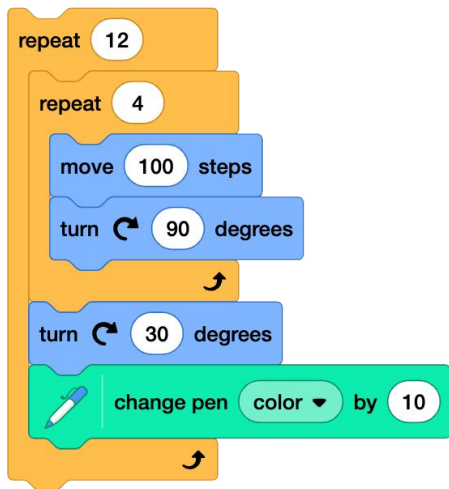 repeat 12
repeat 4
move 100 steps
turn 90 degrees
turn 30 degrees
change pen color by 10